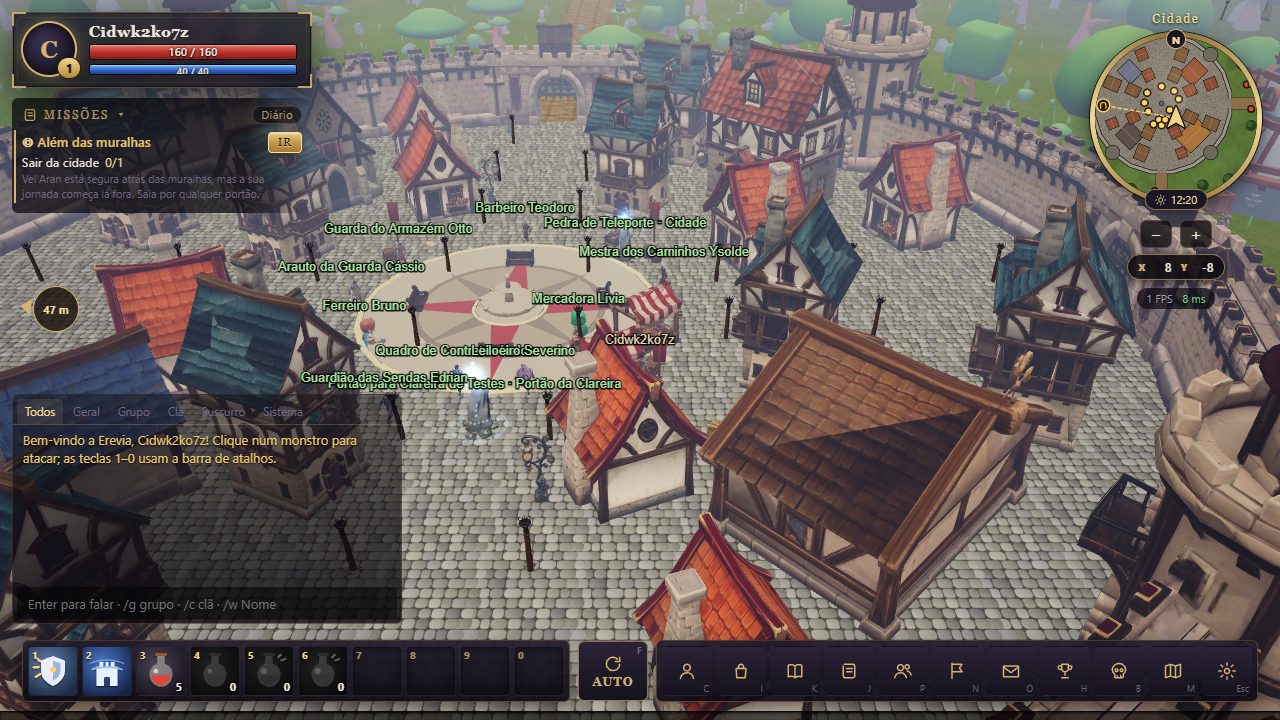 C
1
Cidwk2ko7z
160 / 160
40 / 40
MISSÕES
Diário
Além das muralhas
IR
Sair da cidade 0/1
Vel'Aran está segura atrás das muralhas, mas a sua
jornada começa lá fora. Saia por qualquer portão.
Cidade
N
12:20
− +
X 8 Y -8
1 FPS 8 ms
47 m
Barbeiro Teodoro
Guarda do Armazém Otto
Pedra de Teleporte - Cidade
Mestra dos Caminhos Ysolde
Arauto da Guarda Cássio
Ferreiro Bruno
Mercadora Lívia
Cidwk2ko7z
Leiloeiro Severino
Guardião das Sendas Edrian
Testes - Portão da Clareira
Todos Geral Grupo Clã Sussurro Sistema
Bem-vindo a Erevia, Cidwk2ko7z! Clique num monstro para
atacar; as teclas 1–0 usam a barra de atalhos.
Enter para falar · /g grupo · /c clã · /w Nome
1 2 3 5 4 0 5 0 6 0 7 8 9 0
F
AUTO
C I K J P N O H B M Esc